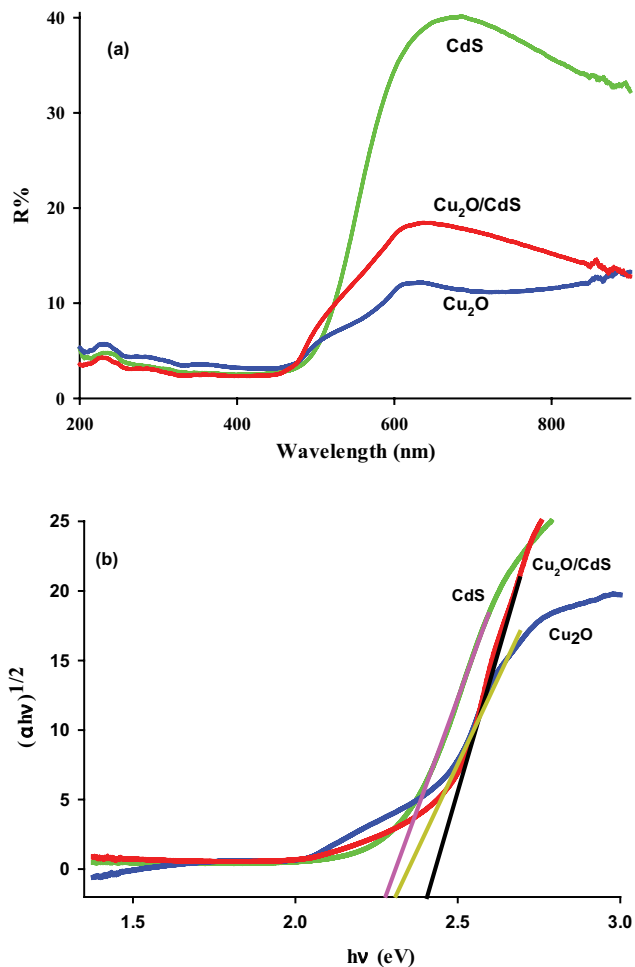 (a)
CdS
Cu₂O/CdS
Cu₂O
R%
40
30
20
10
0
200 400 600 800
Wavelength (nm)
(b)
CdS
Cu₂O/CdS
Cu2O
(αhν)^1/2
25
20
15
10
5
0
1.5 2.0 2.5 3.0
hν (eV)